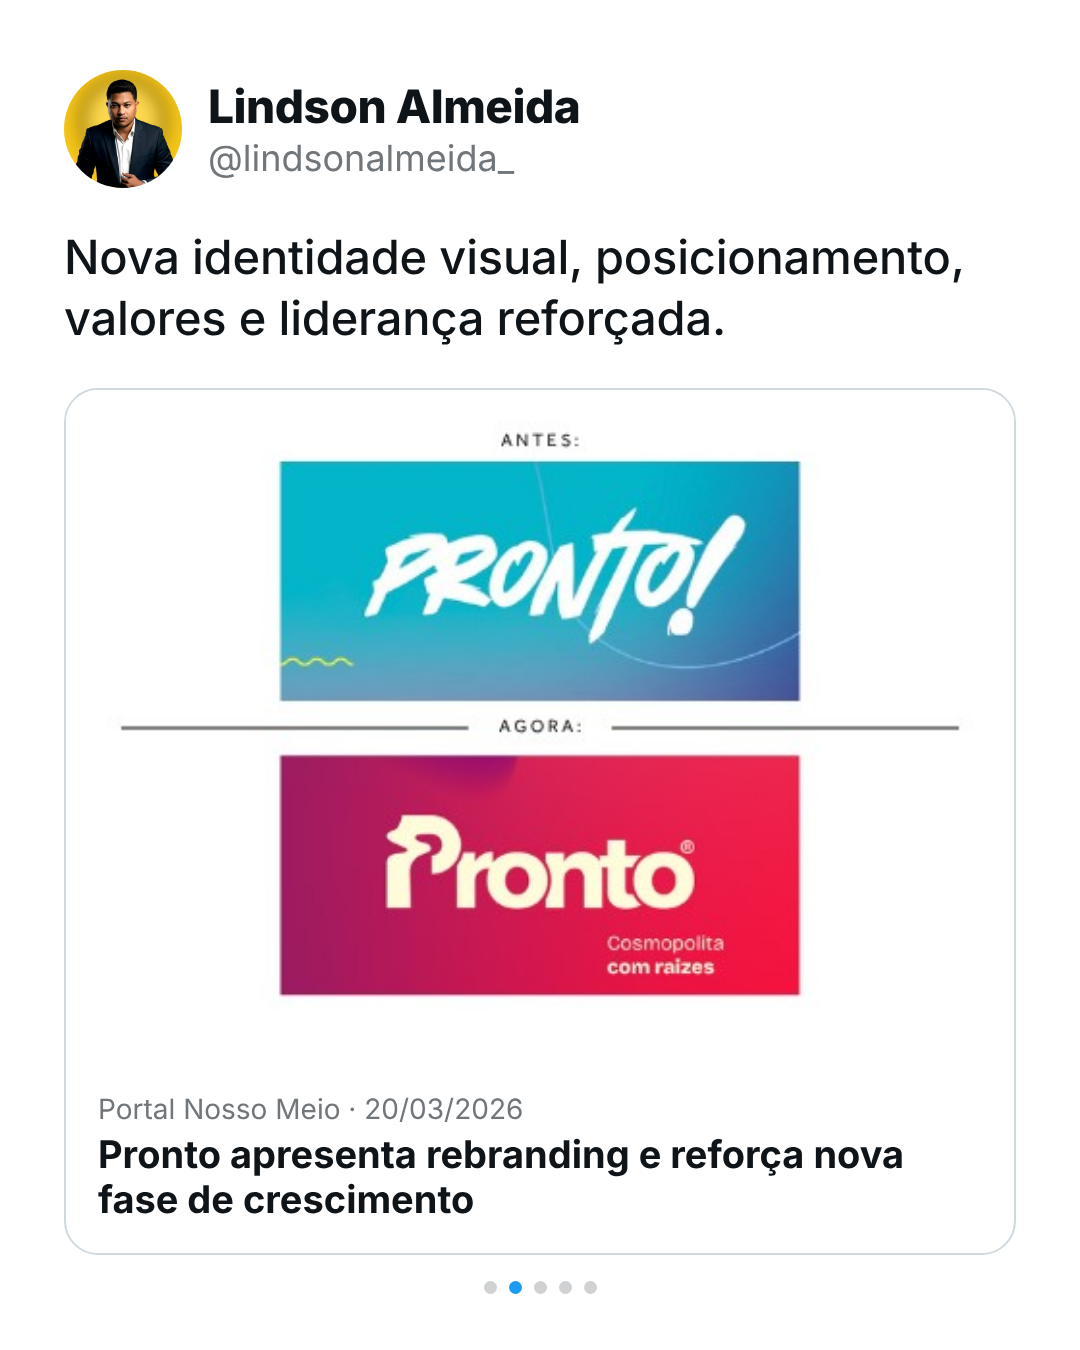 Lindson Almeida
@lindsonalmeida_
Nova identidade visual, posicionamento,
valores e liderança reforçada.
ANTES:
PRONTO!
AGORA:
Pronto®
Cosmopolita
com raizes
Portal Nosso Meio · 20/03/2026
Pronto apresenta rebranding e reforça nova
fase de crescimento